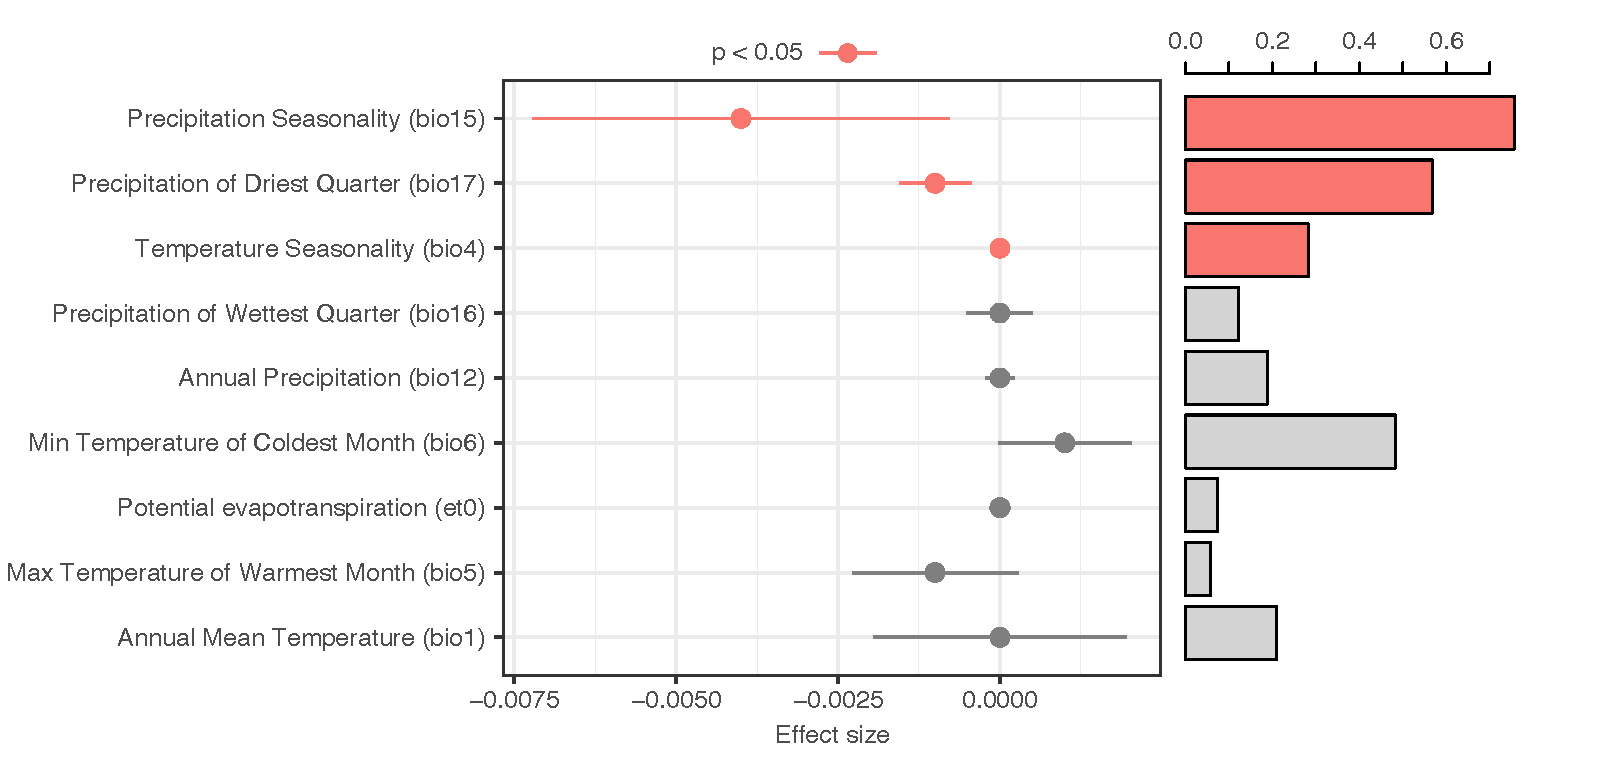 p < 0.05
0.0 0.2 0.4 0.6
Precipitation Seasonality (bio15)
Precipitation of Driest Quarter (bio17)
Temperature Seasonality (bio4)
Precipitation of Wettest Quarter (bio16)
Annual Precipitation (bio12)
Min Temperature of Coldest Month (bio6)
Potential evapotranspiration (et0)
Max Temperature of Warmest Month (bio5)
Annual Mean Temperature (bio1)
−0.0075 −0.0050 −0.0025 0.0000
Effect size